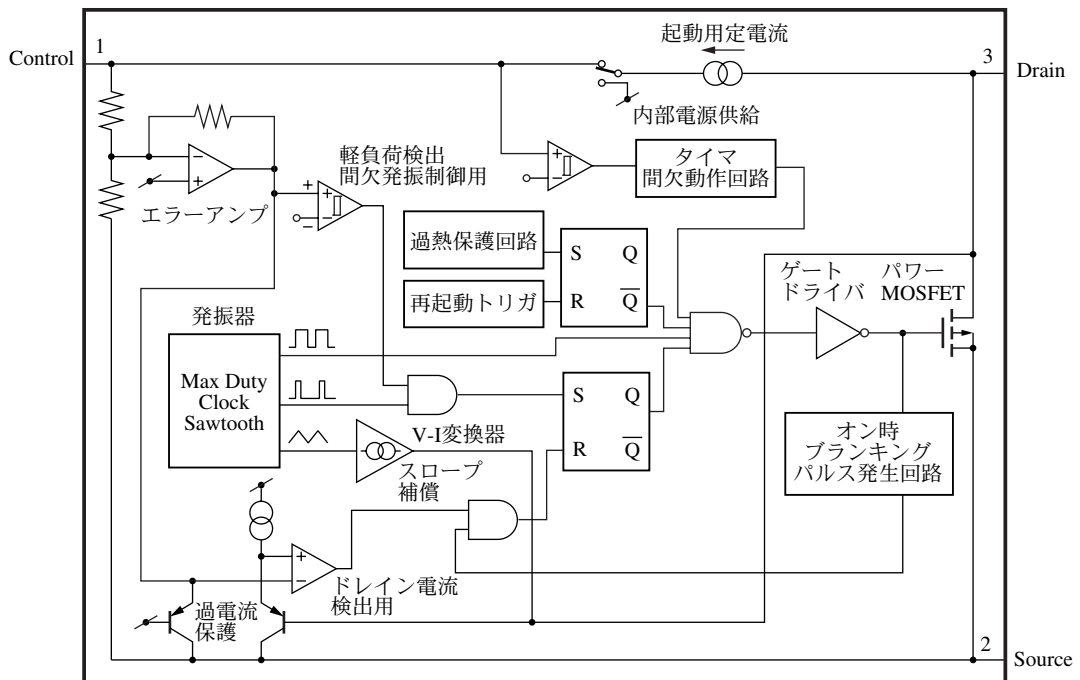 Control
1
起動用定電流
3
Drain
内部電源供給
エラーアンプ
軽負荷検出
間欠発振制御用
タイマ
間欠動作回路
過熱保護回路
再起動トリガ
S
Q
R
Q
ゲート
ドライバ
パワー
MOSFET
発振器
Max Duty
Clock
Sawtooth
V-I変換器
スロープ
補償
S
Q
R
Q
オン時
ブランキング
パルス発生回路
ドレイン電流
検出用
過電流
保護
2
Source